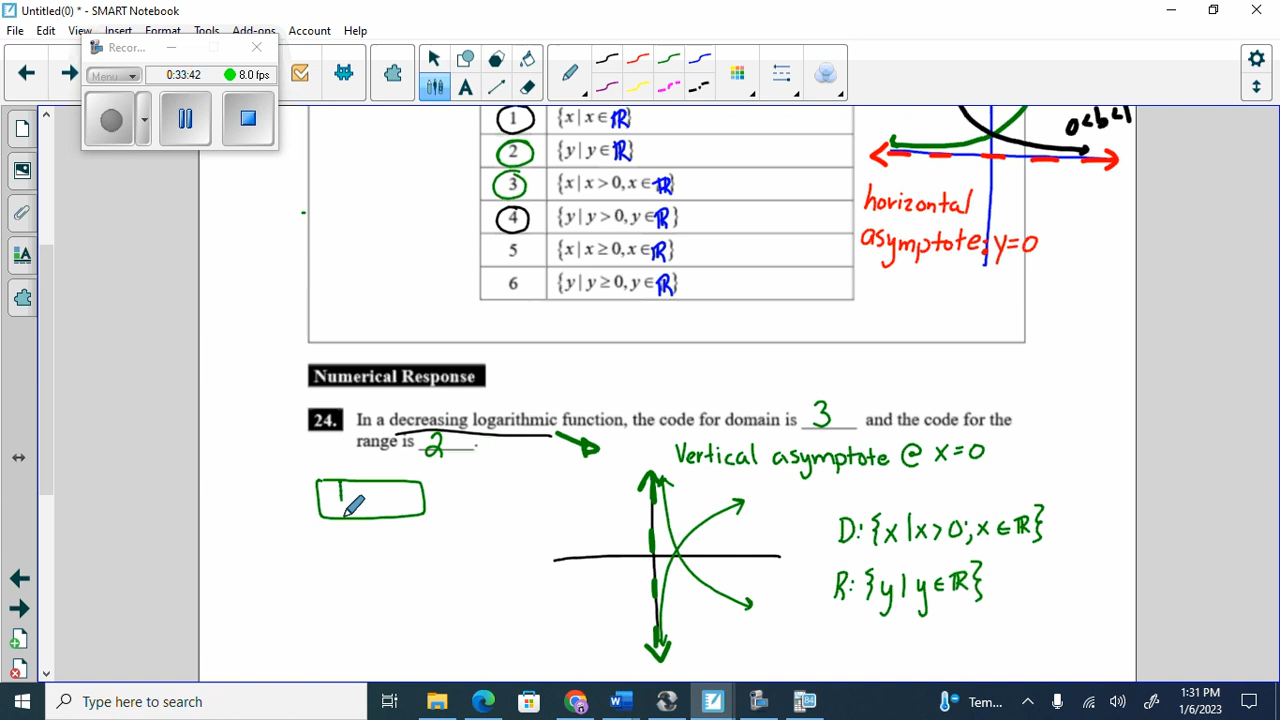 Untitled(0) * - SMART Notebook
File Edit View Insert Format Tools Add-ons Account Help
Recor...
Menu 0:33:42 8.0 fps
1 {x | x ∈ ℝ}
2 {y | y ∈ ℝ}
3 {x | x > 0, x ∈ ℝ}
4 {y | y > 0, y ∈ ℝ}
5 {x | x ≥ 0, x ∈ ℝ}
6 {y | y ≥ 0, y ∈ ℝ}
0<b<1
horizontal
asymptote: y=0
Numerical Response
24. In a decreasing logarithmic function, the code for domain is 3 and the code for the
range is 2 .
Vertical asymptote @ x=0
D: {x | x > 0, x ∈ ℝ}
R: {y | y ∈ ℝ}
Type here to search
Tem...
1:31 PM
1/6/2023